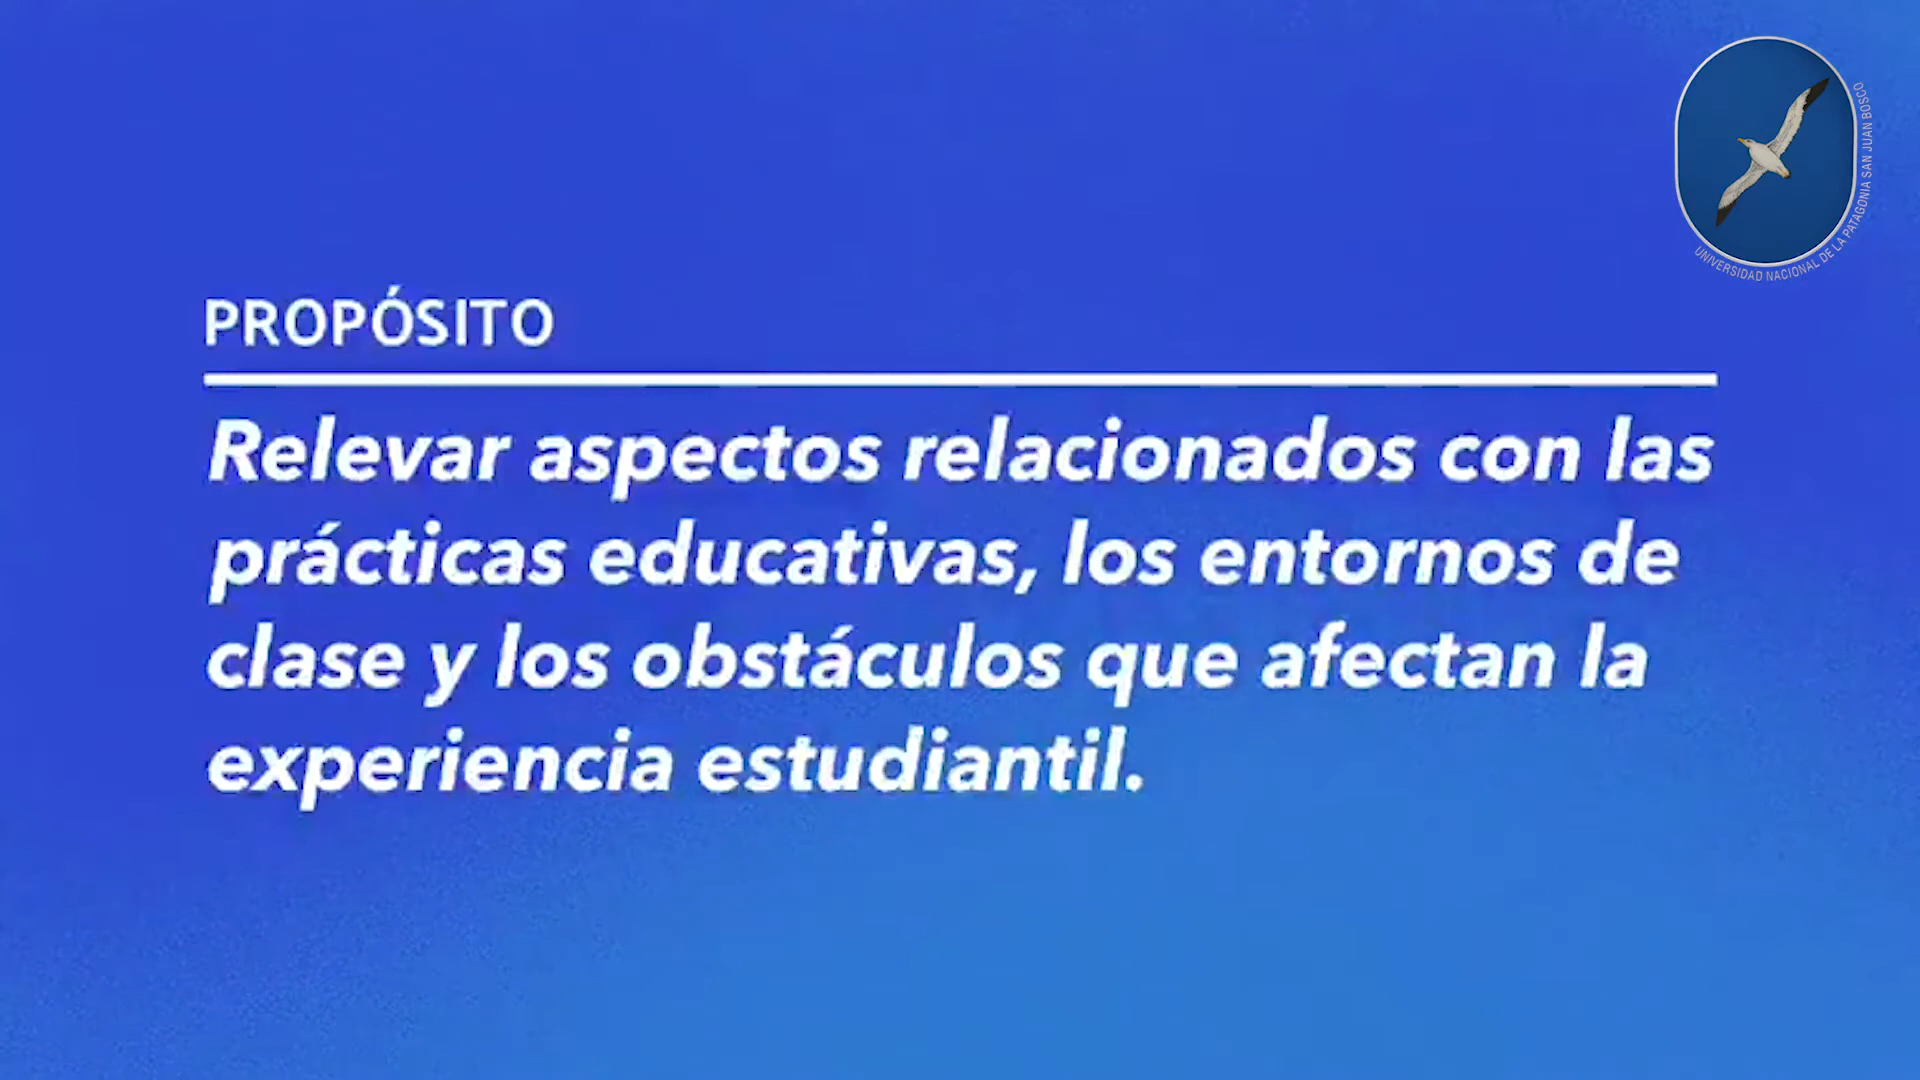 UNIVERSIDAD NACIONAL DE LA PATAGONIA SAN JUAN BOSCO
PROPÓSITO
Relevar aspectos relacionados con las
prácticas educativas, los entornos de
clase y los obstáculos que afectan la
experiencia estudiantil.